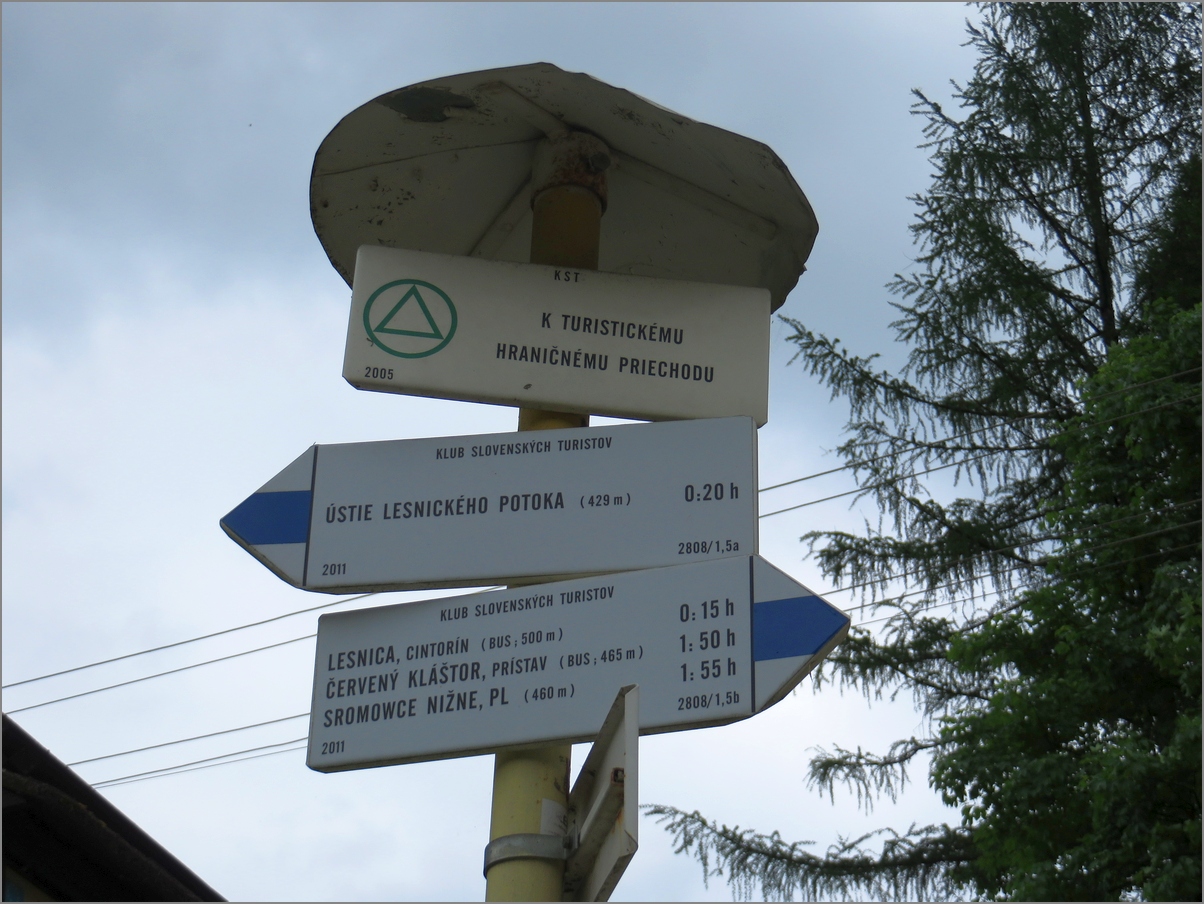 KST
K TURISTICKÉMU
HRANIČNÉMU PRIECHODU
2005
KLUB SLOVENSKÝCH TURISTOV
ÚSTIE LESNICKÉHO POTOKA (429 m) 0:20 h
2011 2808/1,5a
KLUB SLOVENSKÝCH TURISTOV
LESNICA, CINTORÍN (BUS ; 500 m) 0:15 h
ČERVENÝ KLÁŠTOR, PRÍSTAV (BUS ; 465 m) 1:50 h
SROMOWCE NIŽNE, PL (460 m) 1:55 h
2011 2808/1,5b